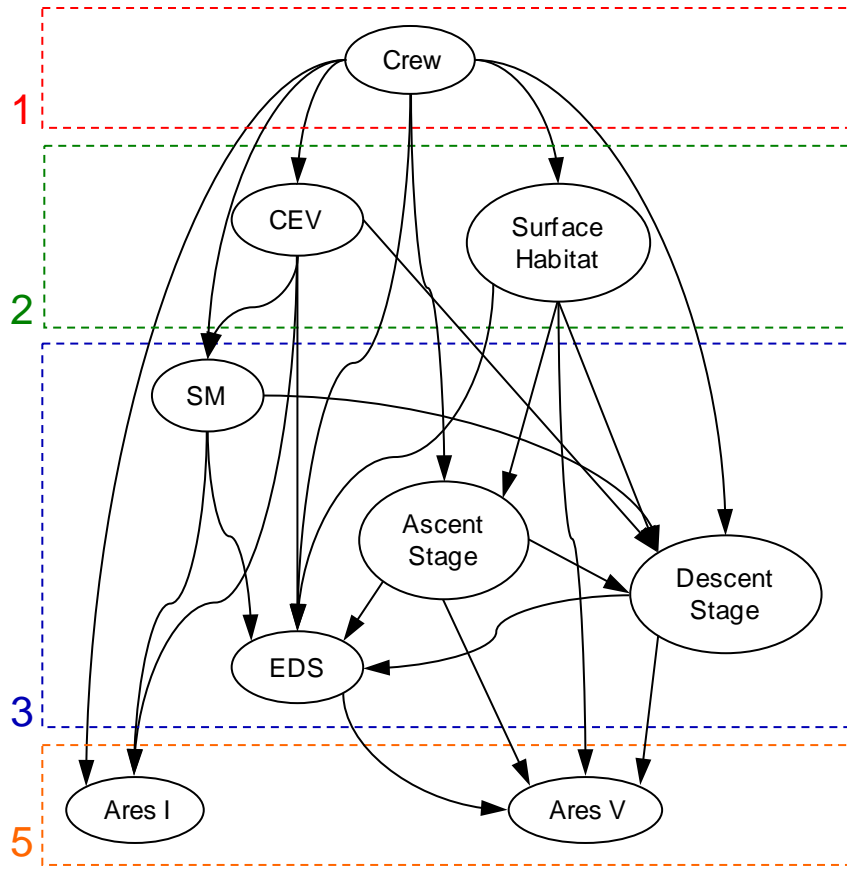 Crew
1
CEV
Surface
Habitat
2
SM
Ascent
Stage
Descent
Stage
EDS
3
Ares I
Ares V
5